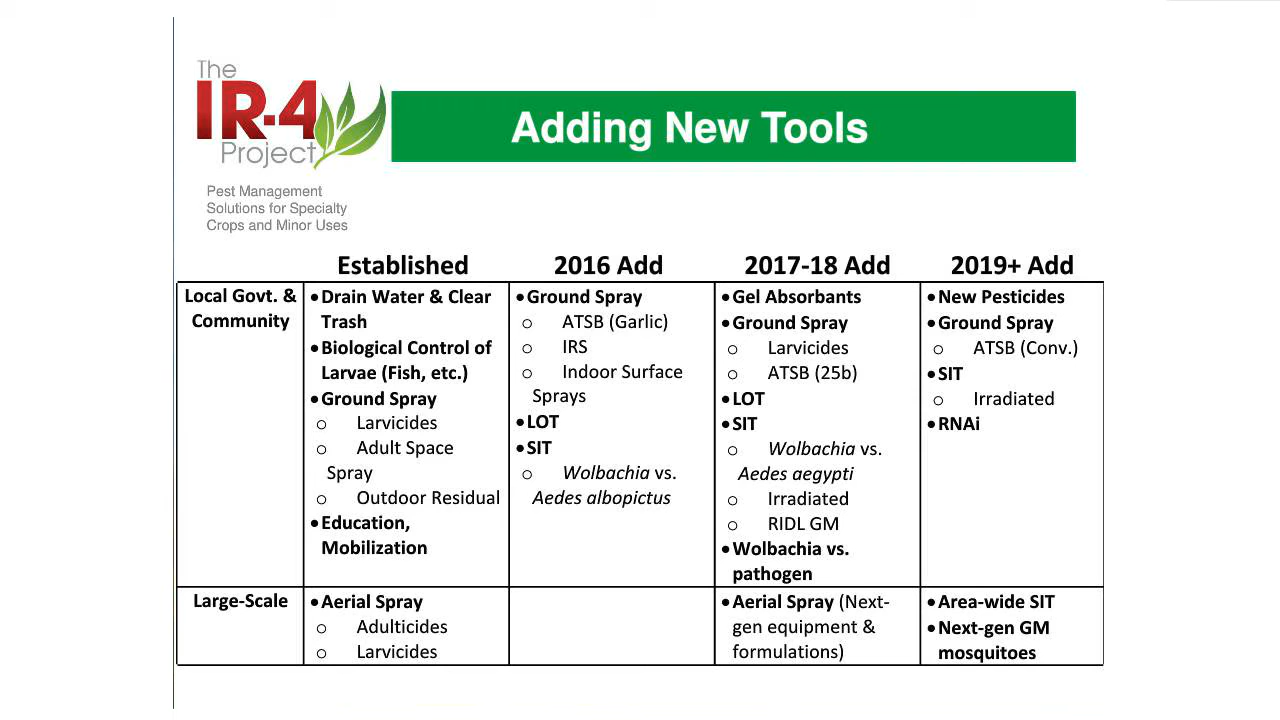 The
IR-4
Project
Adding New Tools
Pest Management
Solutions for Specialty
Crops and Minor Uses
Established
2016 Add
2017-18 Add
2019+ Add
Local Govt. &
Community
•Drain Water & Clear
Trash
•Biological Control of
Larvae (Fish, etc.)
•Ground Spray
o Larvicides
o Adult Space
Spray
o Outdoor Residual
•Education,
Mobilization
•Ground Spray
o ATSB (Garlic)
o IRS
o Indoor Surface
Sprays
•LOT
•SIT
o Wolbachia vs.
Aedes albopictus
•Gel Absorbants
•Ground Spray
o Larvicides
o ATSB (25b)
•LOT
•SIT
o Wolbachia vs.
Aedes aegypti
o Irradiated
o RIDL GM
•Wolbachia vs.
pathogen
•New Pesticides
•Ground Spray
o ATSB (Conv.)
•SIT
o Irradiated
•RNAi
Large-Scale
•Aerial Spray
o Adulticides
o Larvicides
•Aerial Spray (Next-
gen equipment &
formulations)
•Area-wide SIT
•Next-gen GM
mosquitoes